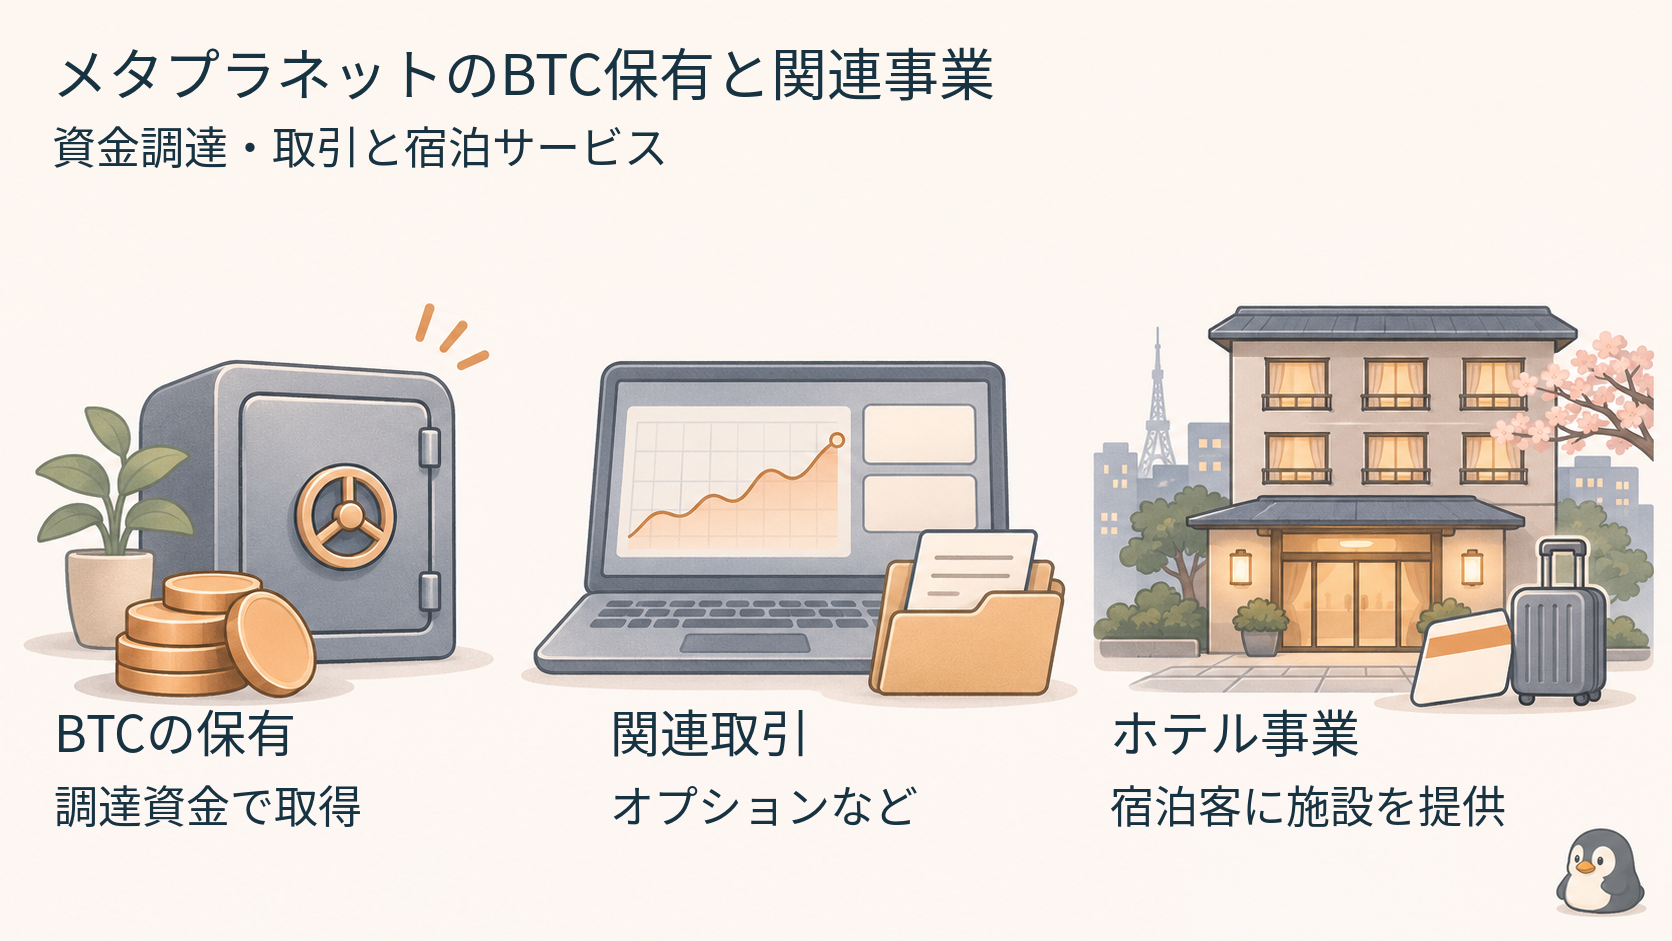 メタプラネットのBTC保有と関連事業
資金調達・取引と宿泊サービス
BTCの保有
調達資金で取得
関連取引
オプションなど
ホテル事業
宿泊客に施設を提供